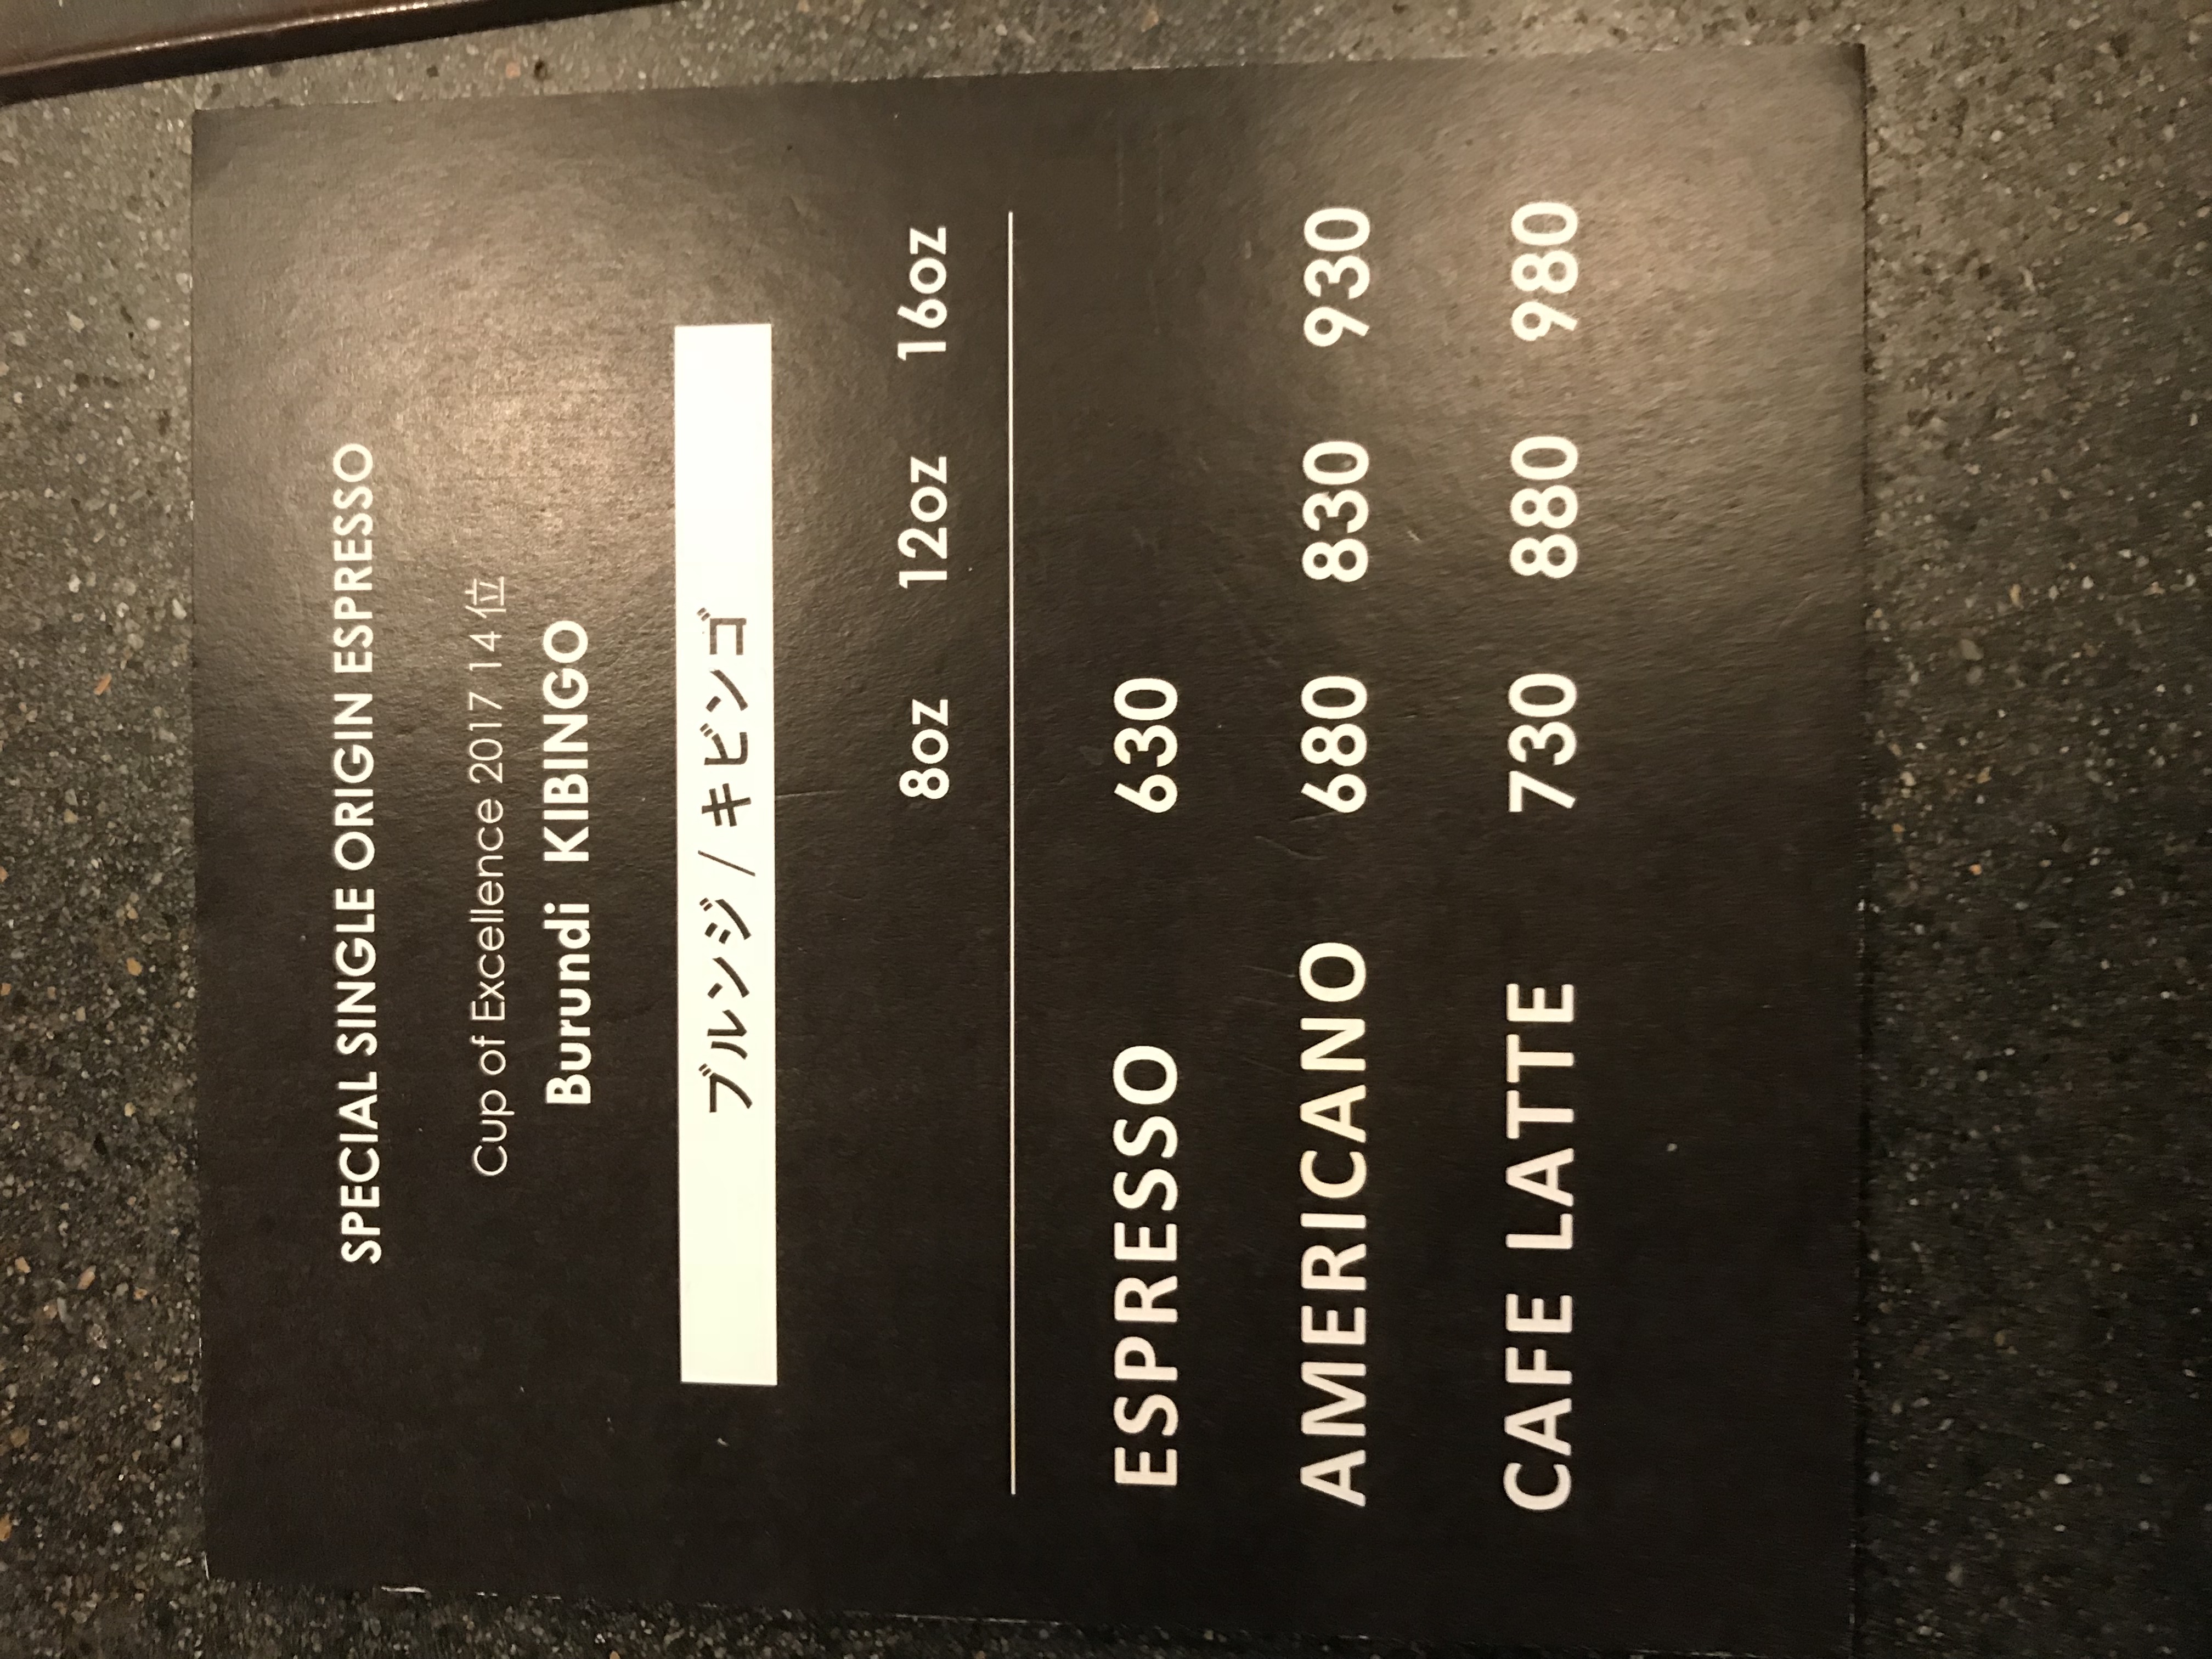 SPECIAL SINGLE ORIGIN ESPRESSO
Cup of Excellence 2017 14位
Burundi KIBINGO
ブルンジ / キビンゴ
8oz 12oz 16oz
ESPRESSO 630
AMERICANO 680 830 930
CAFE LATTE 730 880 980